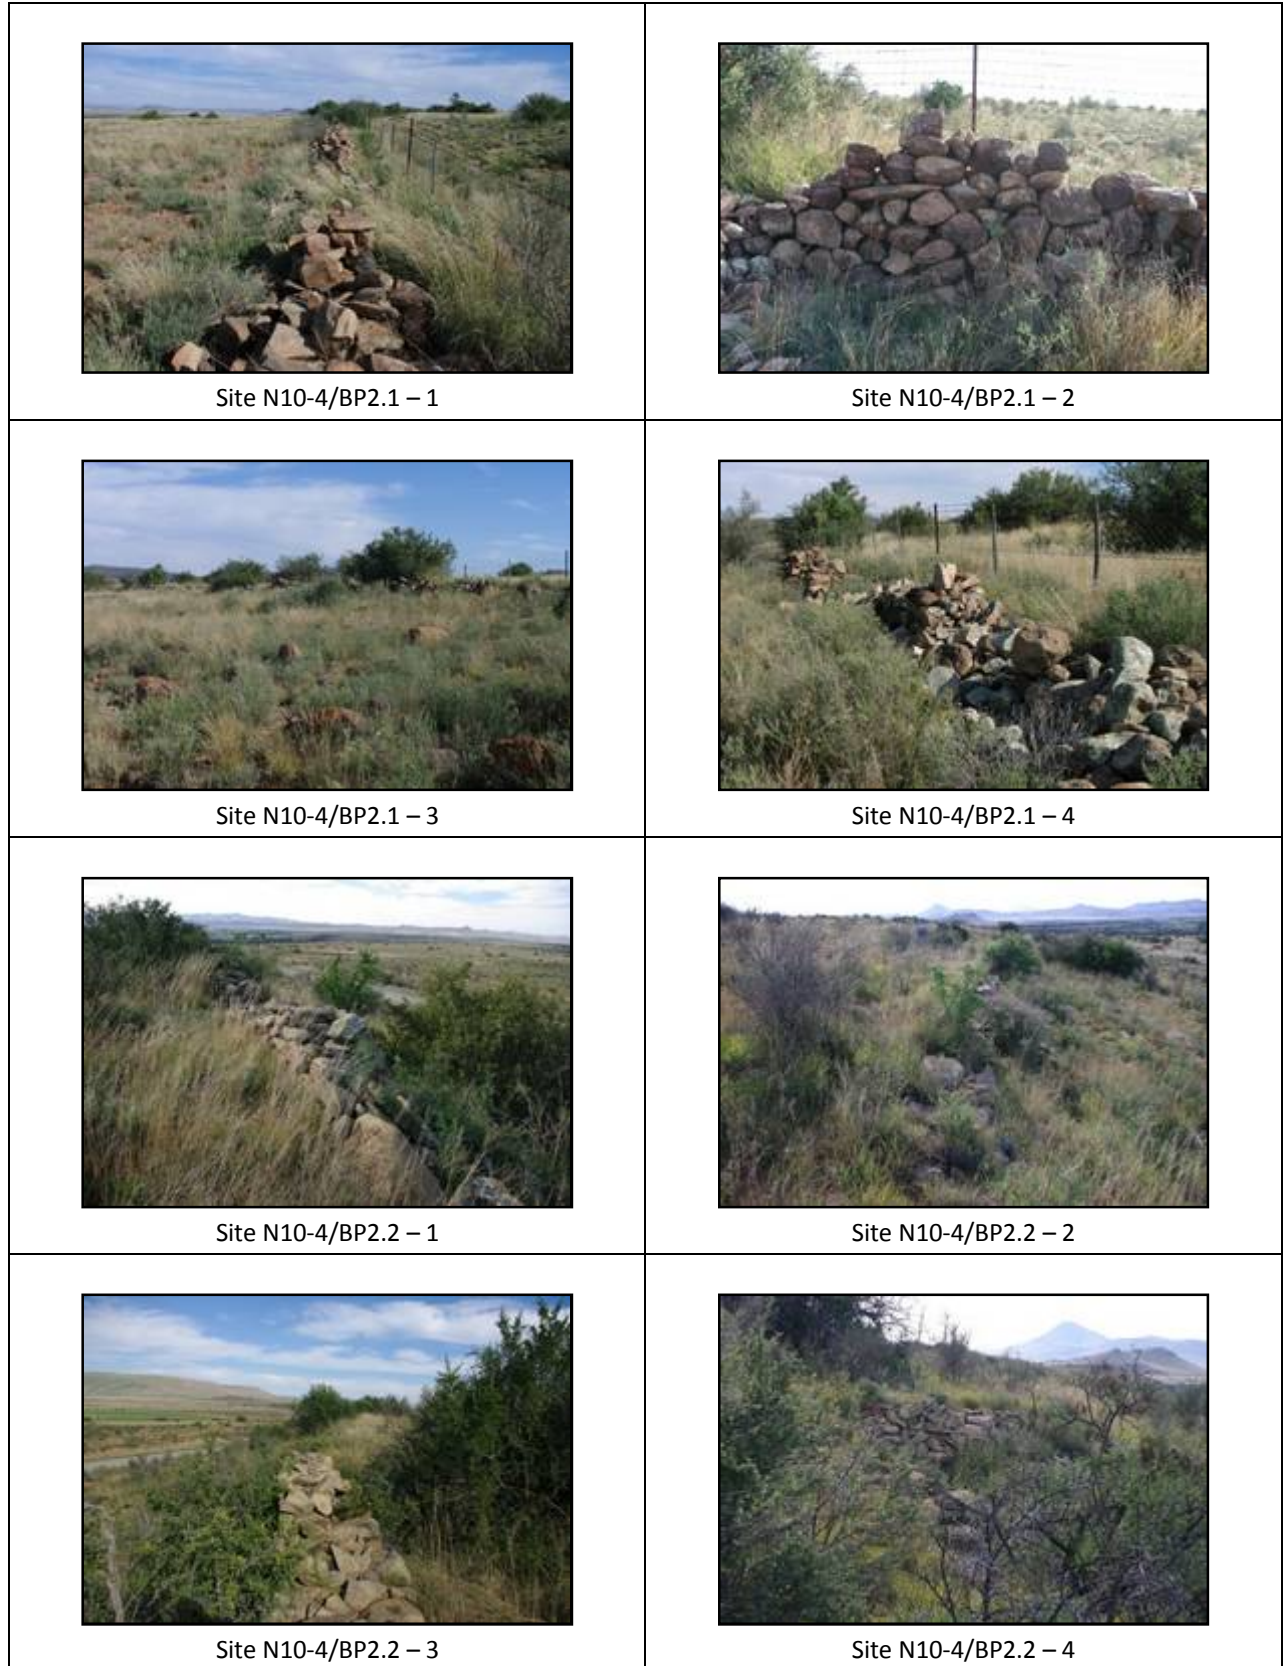 Site N10-4/BP2.1 – 1
Site N10-4/BP2.1 – 2
Site N10-4/BP2.1 – 3
Site N10-4/BP2.1 – 4
Site N10-4/BP2.2 – 1
Site N10-4/BP2.2 – 2
Site N10-4/BP2.2 – 3
Site N10-4/BP2.2 – 4